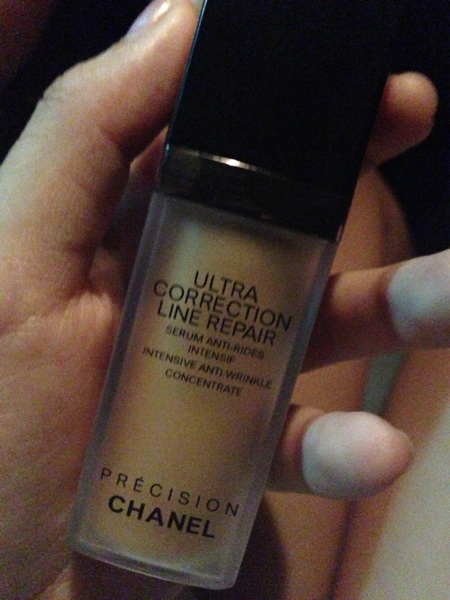 ULTRA
CORRECTION
LINE REPAIR
SERUM ANTI-RIDES
INTENSIF
INTENSIVE ANTI-WRINKLE
CONCENTRATE
PRÉCISION
CHANEL